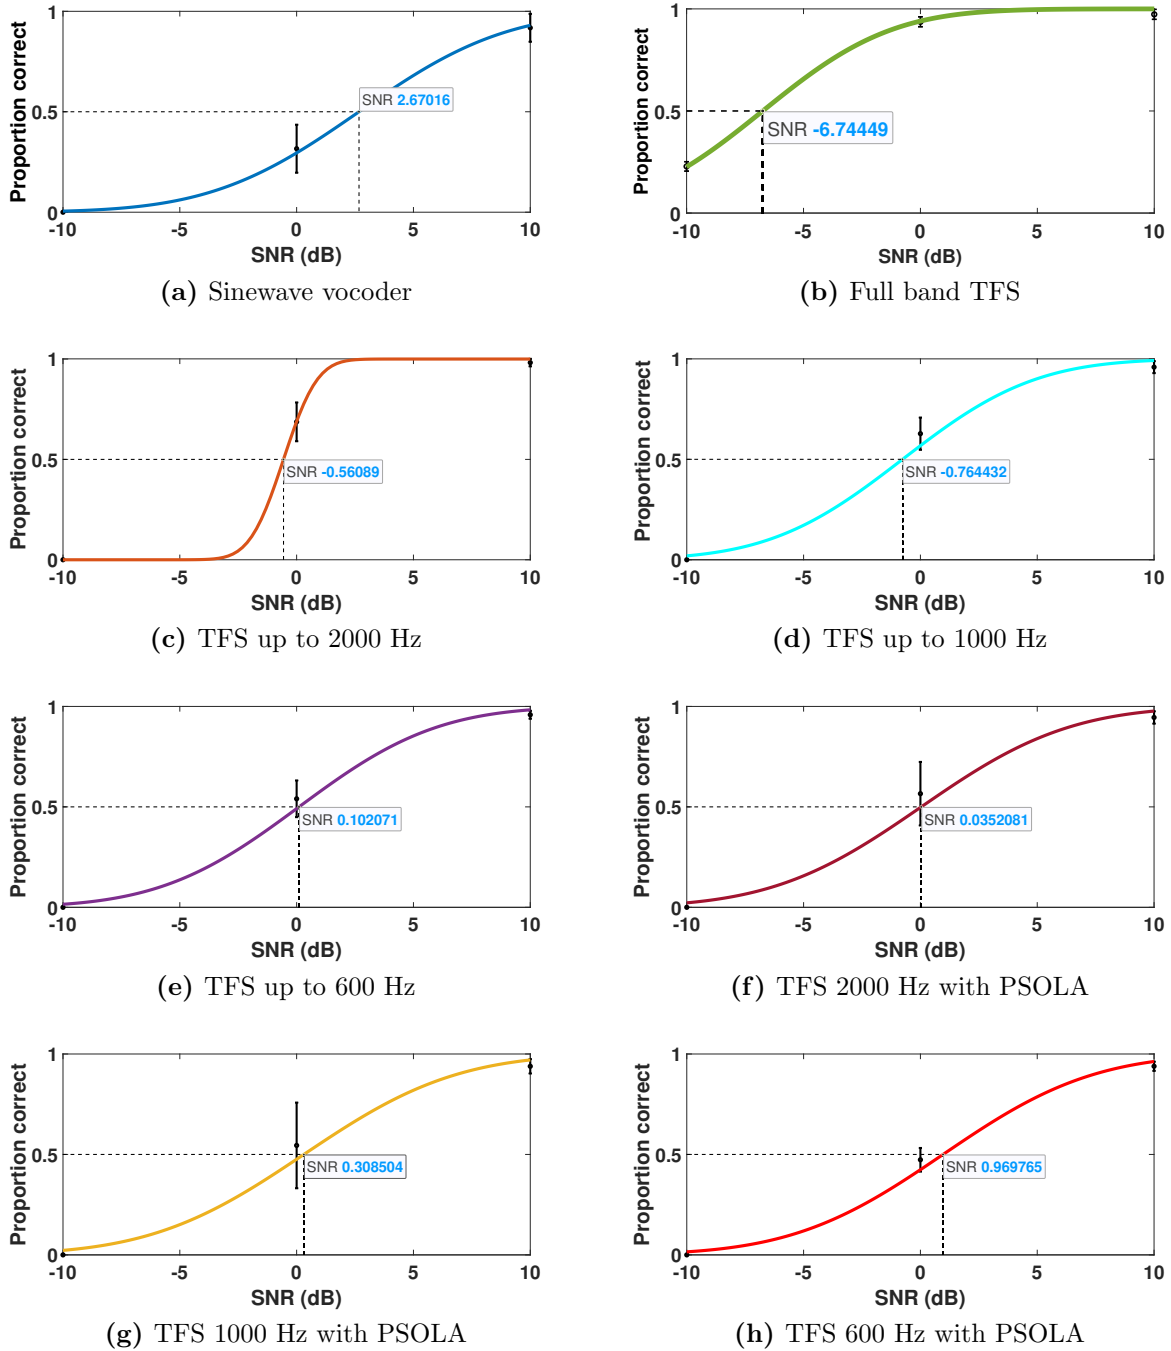 Proportion correct
1
0.5
0
SNR 2.67016
-10
-5
0
5
10
SNR (dB)
(a) Sinewave vocoder
Proportion correct
1
0.5
0
SNR -6.74449
-10
-5
0
5
10
SNR (dB)
(b) Full band TFS
Proportion correct
1
0.5
0
SNR -0.56089
-10
-5
0
5
10
SNR (dB)
(c) TFS up to 2000 Hz
Proportion correct
1
0.5
0
SNR -0.764432
-10
-5
0
5
10
SNR (dB)
(d) TFS up to 1000 Hz
Proportion correct
1
0.5
0
SNR 0.102071
-10
-5
0
5
10
SNR (dB)
(e) TFS up to 600 Hz
Proportion correct
1
0.5
0
SNR 0.0352081
-10
-5
0
5
10
SNR (dB)
(f) TFS 2000 Hz with PSOLA
Proportion correct
1
0.5
0
SNR 0.308504
-10
-5
0
5
10
SNR (dB)
(g) TFS 1000 Hz with PSOLA
Proportion correct
1
0.5
0
SNR 0.969765
-10
-5
0
5
10
SNR (dB)
(h) TFS 600 Hz with PSOLA